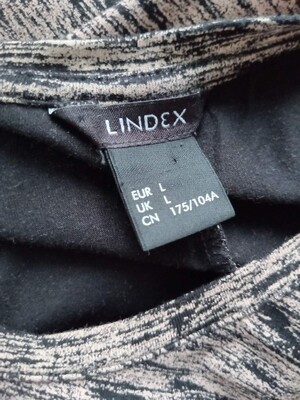 LINDEX
EUR L
UK L
CN 175/104A